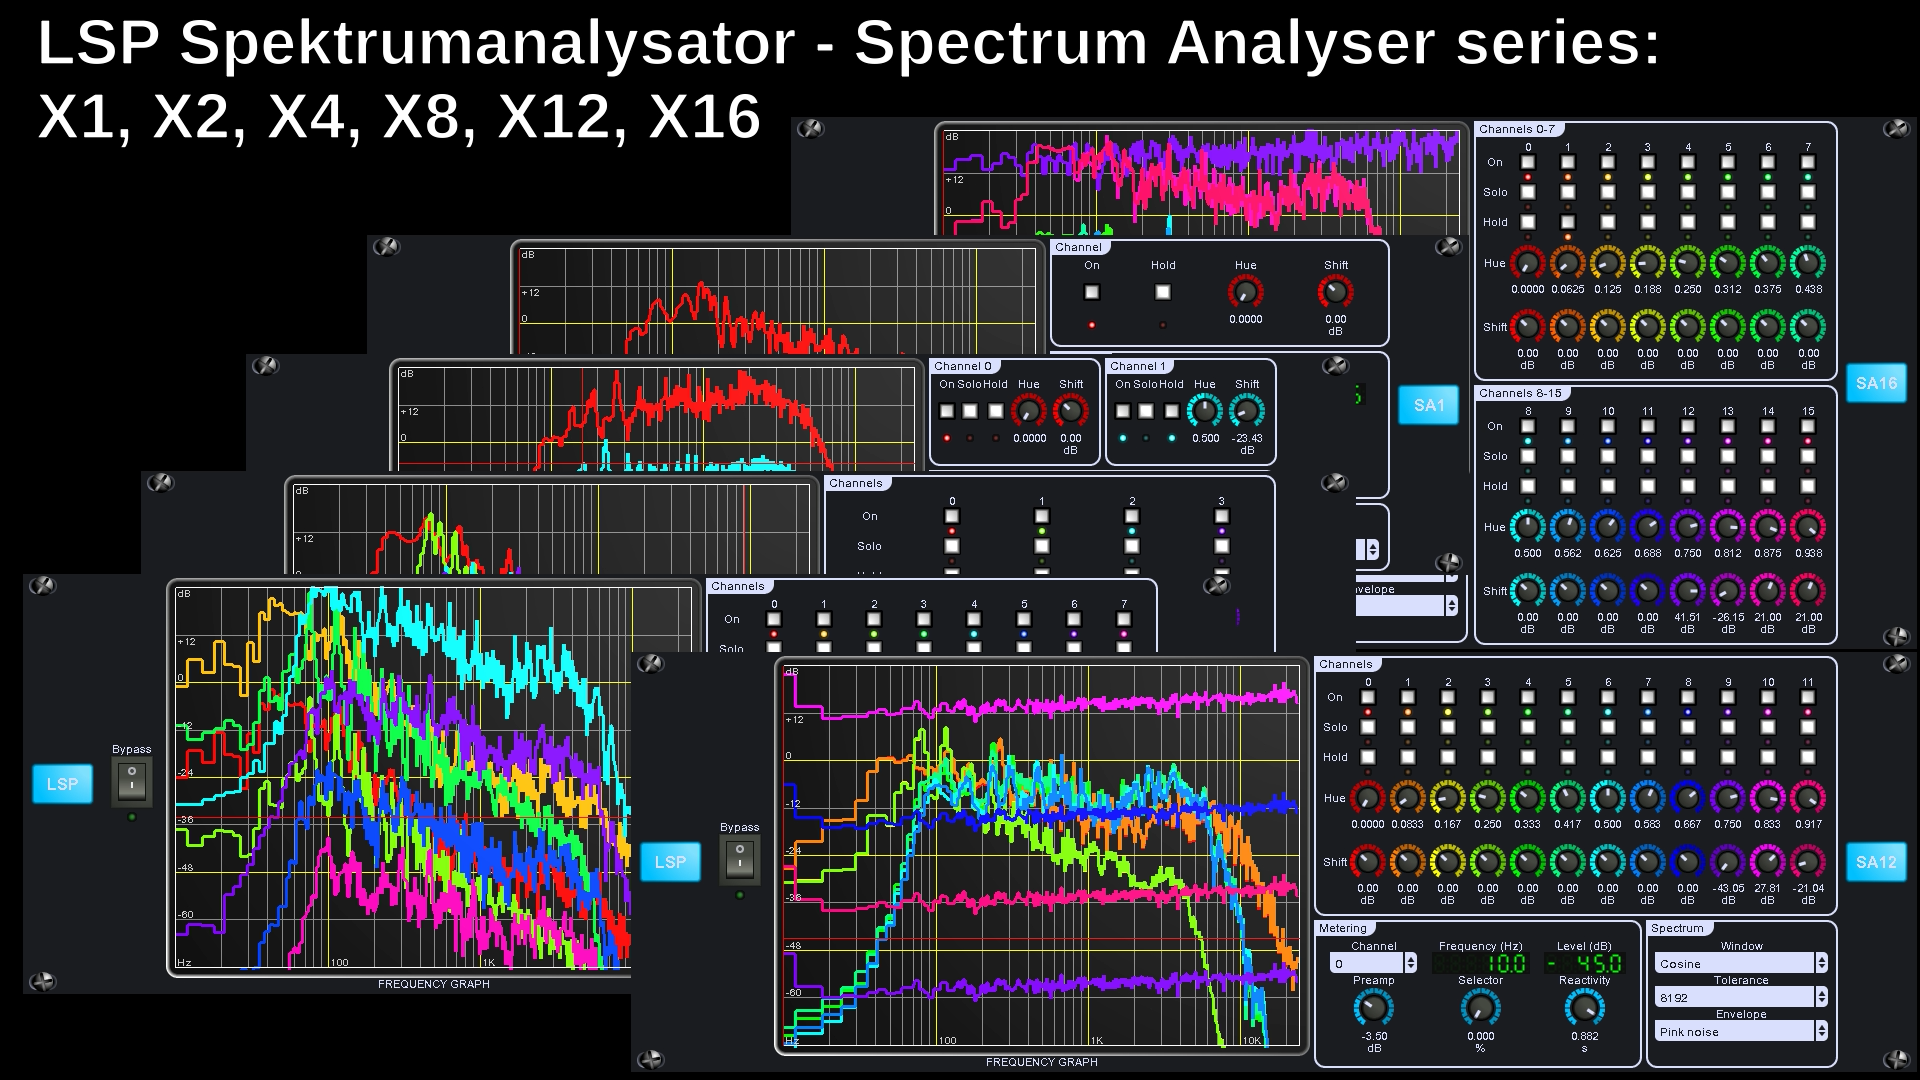 LSP Spektrumanalysator - Spectrum Analyser series:
X1, X2, X4, X8, X12, X16
dB
+12
0
Channels 0-7
0 1 2 3 4 5 6 7
On
Solo
Hold
Hue
0.0000 0.0625 0.125 0.188 0.250 0.312 0.375 0.438
Shift
0.00 0.00 0.00 0.00 0.00 0.00 0.00 0.00
dB dB dB dB dB dB dB dB
SA16
Channels 8-15
8 9 10 11 12 13 14 15
On
Solo
Hold
Hue
0.500 0.562 0.625 0.688 0.750 0.812 0.875 0.938
Shift
0.00 0.00 0.00 0.00 41.51 -26.15 21.00 21.00
dB dB dB dB dB dB dB dB
dB
+12
0
Channel
On Hold Hue Shift
0.0000 0.00
dB
SA1
dB
+12
0
Channel 0
On Solo Hold Hue Shift
0.0000 0.00
dB
Channel 1
On Solo Hold Hue Shift
0.500 -23.43
dB
dB
+12
Channels
0 1 2 3
On
Solo
dB
+12
0
-12
-24
-36
-48
-60
Hz 100 1K
FREQUENCY GRAPH
LSP
Bypass
Channels
0 1 2 3 4 5 6 7
On
Solo
LSP
Bypass
dB
+12
0
-12
-24
-36
-48
-60
Hz 100 1K 10K
FREQUENCY GRAPH
Channels
0 1 2 3 4 5 6 7 8 9 10 11
On
Solo
Hold
Hue
0.0000 0.0833 0.167 0.250 0.333 0.417 0.500 0.583 0.667 0.750 0.833 0.917
Shift
0.00 0.00 0.00 0.00 0.00 0.00 0.00 0.00 0.00 -43.05 27.81 -21.04
dB dB dB dB dB dB dB dB dB dB dB dB
SA12
Metering
Channel Frequency (Hz) Level (dB)
0 10.0 -45.0
Preamp Selector Reactivity
-3.50 0.000 0.882
dB % s
Spectrum
Window
Cosine
Tolerance
8192
Envelope
Pink noise